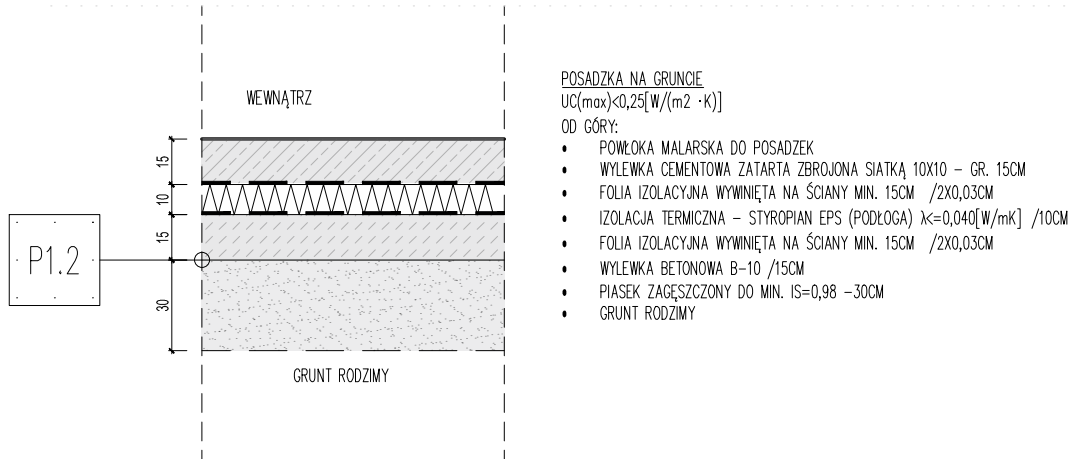 WEWNĄTRZ
15
10
15
30
P1.2
GRUNT RODZIMY
POSADZKA NA GRUNCIE
UC(max)<0,25[W/(m2 ·K)]
OD GÓRY:
• POWŁOKA MALARSKA DO POSADZEK
• WYLEWKA CEMENTOWA ZATARTA ZBROJONA SIATKĄ 10X10 – GR. 15CM
• FOLIA IZOLACYJNA WYWINIĘTA NA ŚCIANY MIN. 15CM /2X0,03CM
• IZOLACJA TERMICZNA – STYROPIAN EPS (PODŁOGA) λ<=0,040[W/mK] /10CM
• FOLIA IZOLACYJNA WYWINIĘTA NA ŚCIANY MIN. 15CM /2X0,03CM
• WYLEWKA BETONOWA B-10 /15CM
• PIASEK ZAGĘSZCZONY DO MIN. IS=0,98 –30CM
• GRUNT RODZIMY